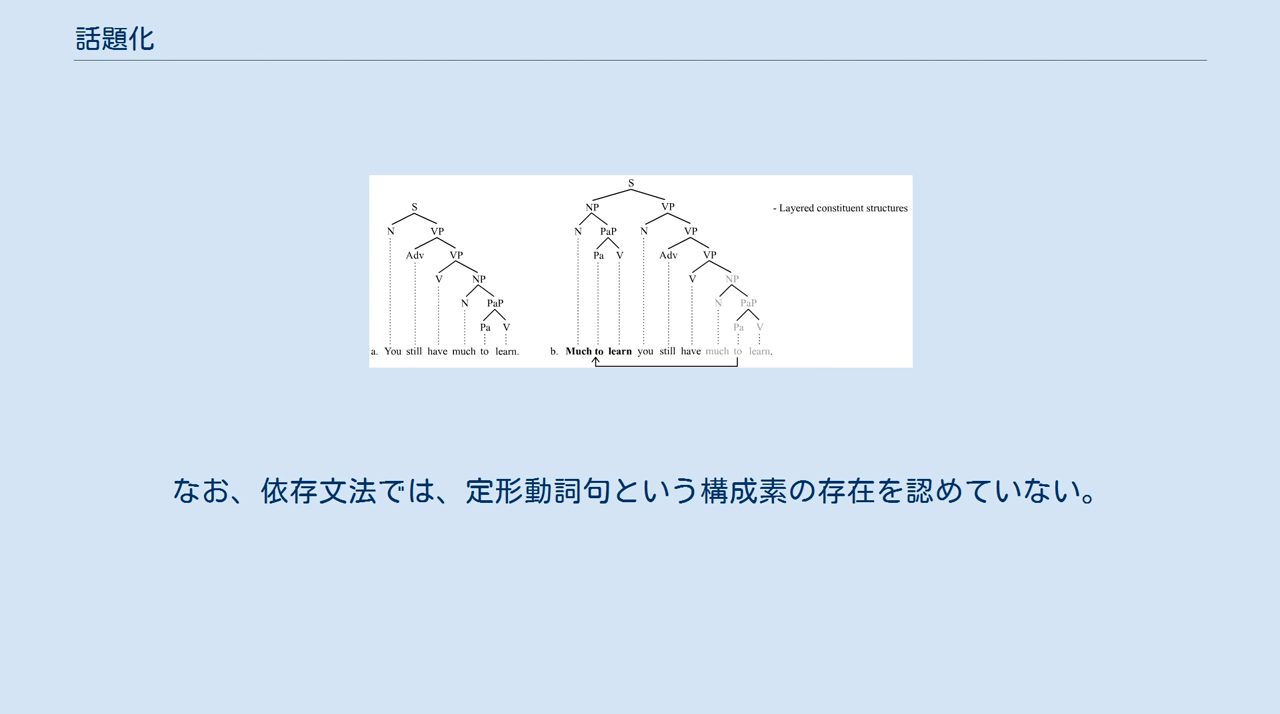 話題化
S
S
NP VP
- Layered constituent structures
N VP
N PaP N VP
Adv VP
Pa V Adv VP
V NP
V NP
N PaP
N PaP
Pa V
Pa V
a. You still have much to learn.
b. Much to learn you still have much to learn.
なお、依存文法では、定形動詞句という構成素の存在を認めていない。